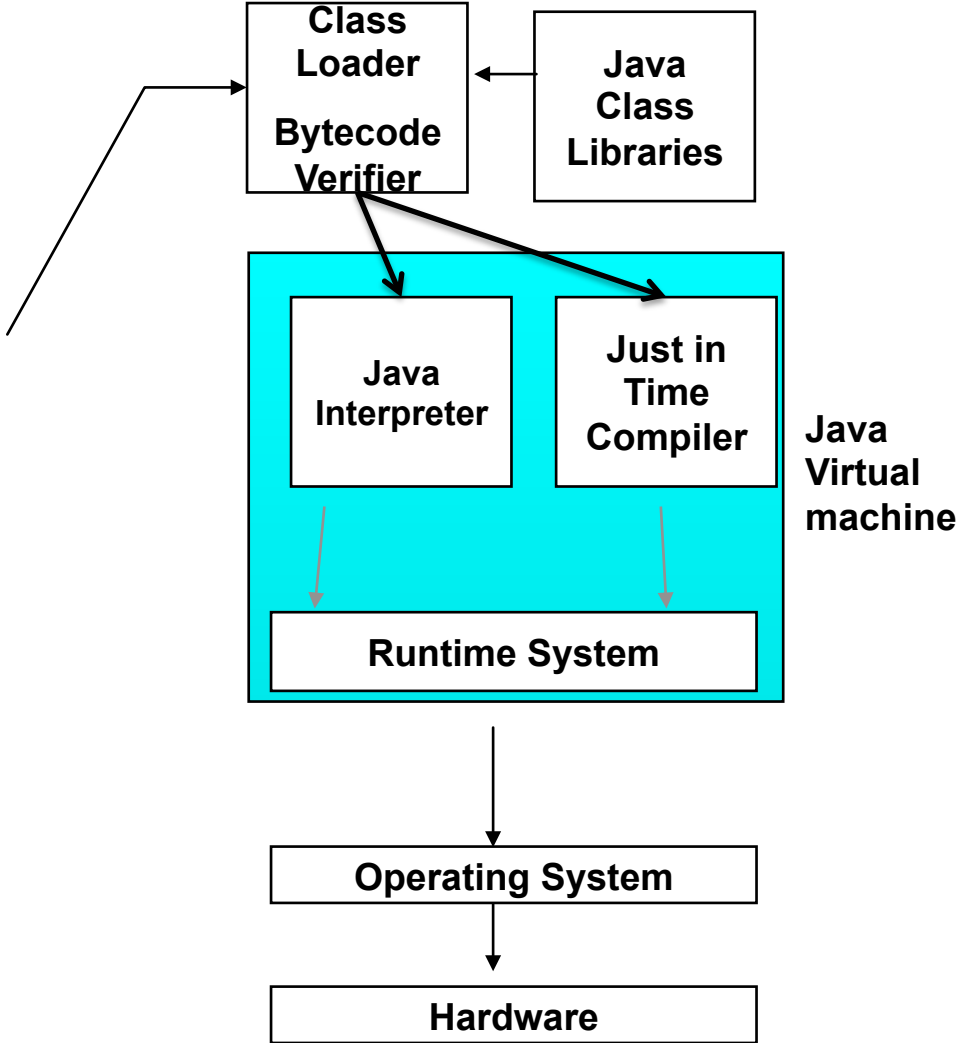 Class
Loader
Bytecode
Verifier
Java
Class
Libraries
Java
Interpreter
Just in
Time
Compiler
Java
Virtual
machine
Runtime System
Operating System
Hardware